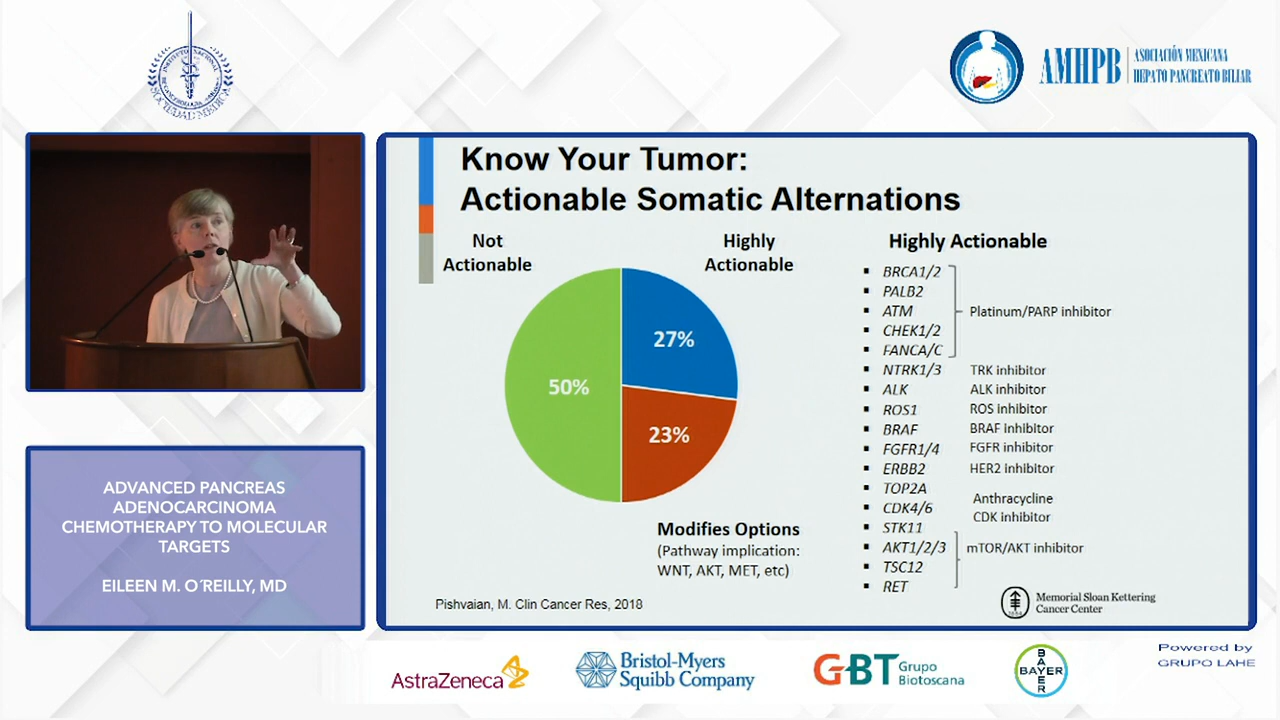 AMHPB
ASOCIACIÓN MEXICANA
HEPATO PANCREATO BILIAR
Know Your Tumor:
Actionable Somatic Alternations
Not
Actionable
Highly
Actionable
50%
27%
23%
Modifies Options
(Pathway implication:
WNT, AKT, MET, etc)
Highly Actionable
BRCA1/2
PALB2
ATM
CHEK1/2
FANCA/C
Platinum/PARP inhibitor
NTRK1/3 TRK inhibitor
ALK ALK inhibitor
ROS1 ROS inhibitor
BRAF BRAF inhibitor
FGFR1/4 FGFR inhibitor
ERBB2 HER2 inhibitor
TOP2A Anthracycline
CDK4/6 CDK inhibitor
STK11
AKT1/2/3 mTOR/AKT inhibitor
TSC12
RET
Pishvaian, M. Clin Cancer Res, 2018
Memorial Sloan Kettering
Cancer Center
ADVANCED PANCREAS
ADENOCARCINOMA
CHEMOTHERAPY TO MOLECULAR
TARGETS
EILEEN M. O´REILLY, MD
AstraZeneca
Bristol-Myers
Squibb Company
GBT Grupo
Biotoscana
BAYER
BAYER
Powered by
GRUPO LAHE